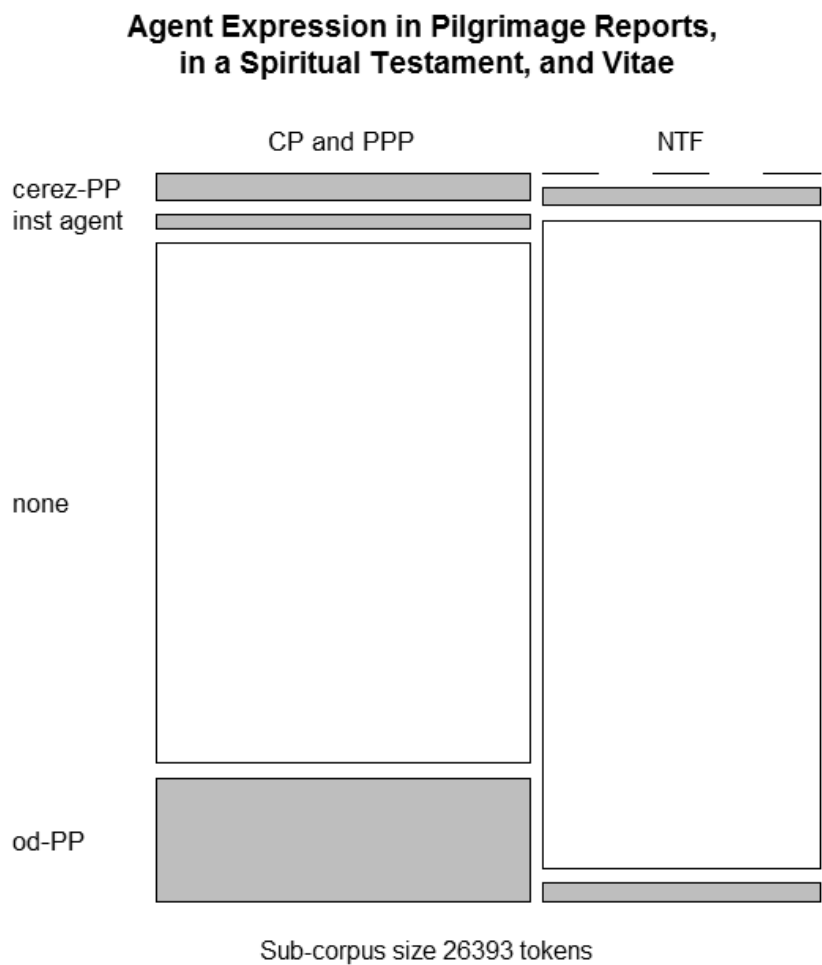 Agent Expression in Pilgrimage Reports,
in a Spiritual Testament, and Vitae
CP and PPP
NTF
cerez-PP
inst agent
none
od-PP
Sub-corpus size 26393 tokens